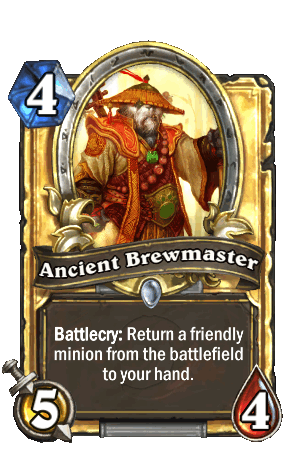 4
Ancient Brewmaster
Battlecry: Return a friendly
minion from the battlefield
to your hand.
5
4